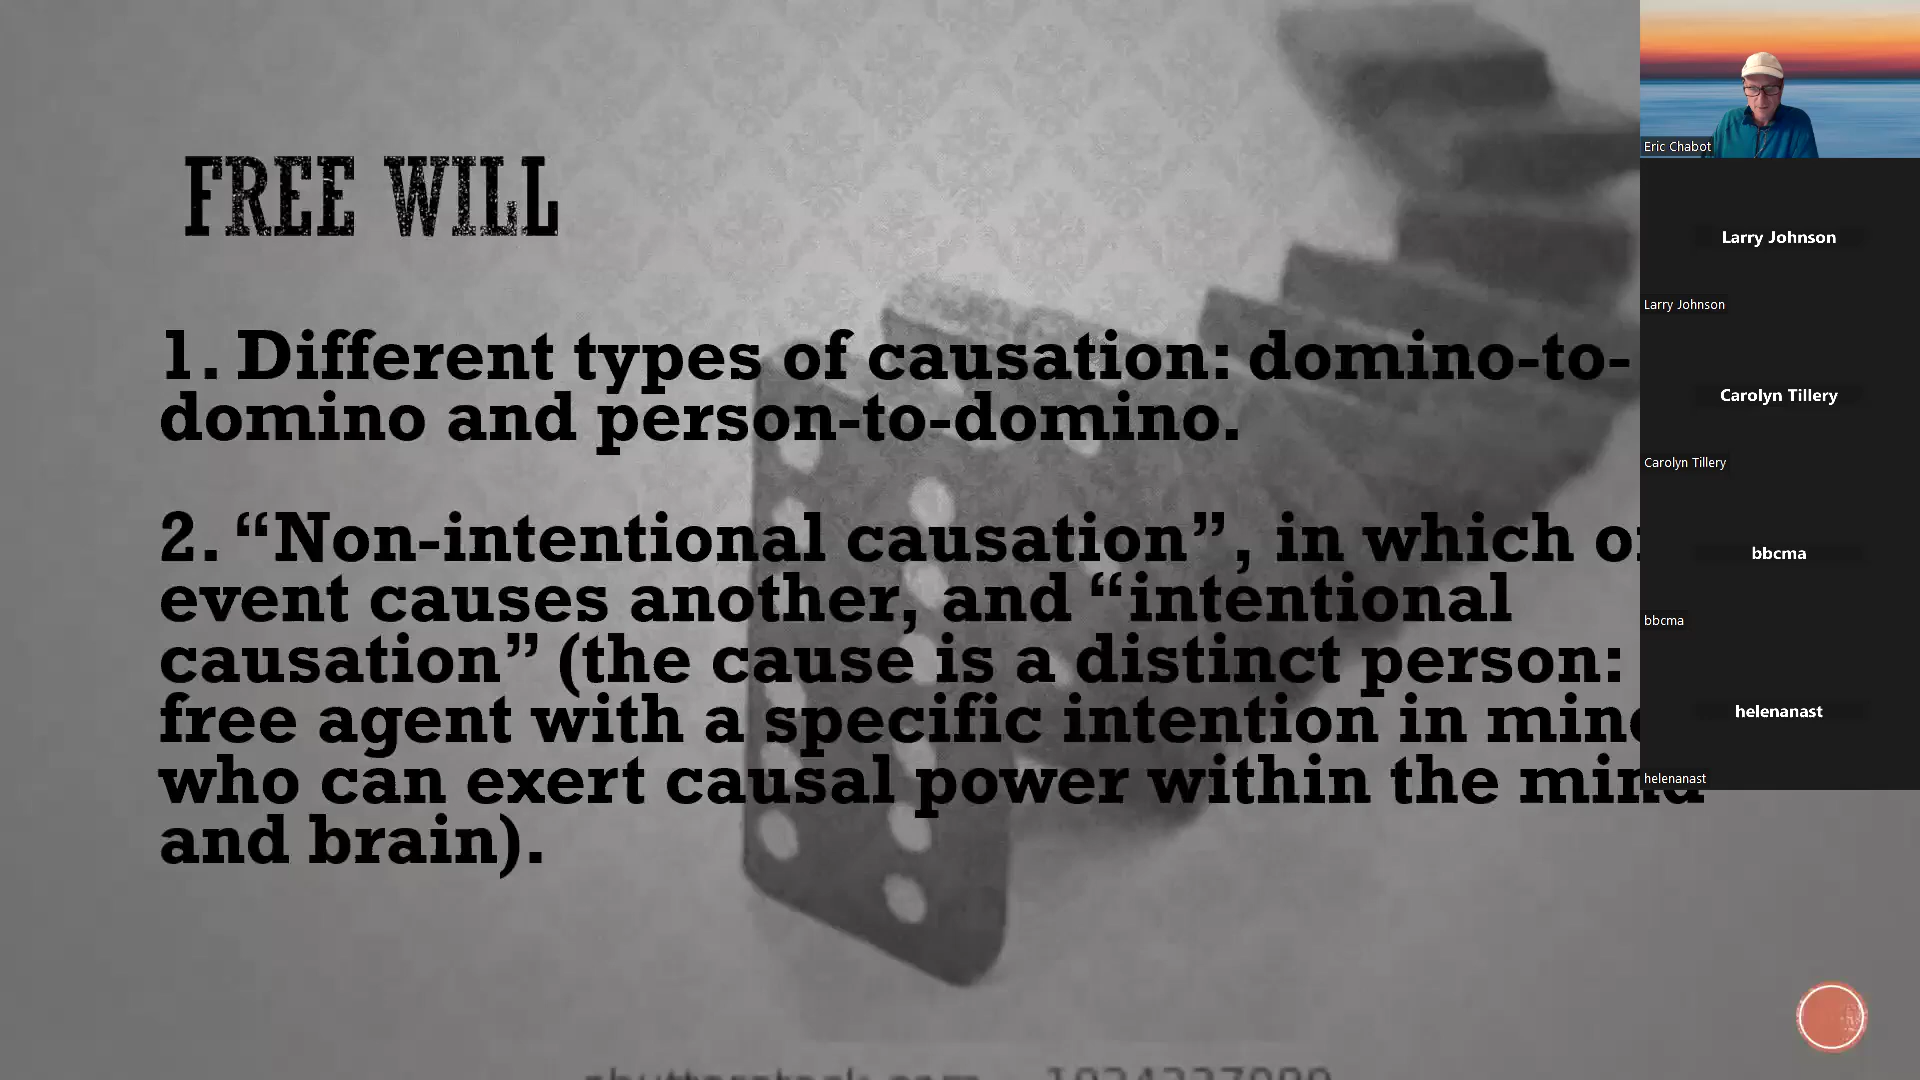 FREE WILL
1. Different types of causation: domino-to-
domino and person-to-domino.
2. “Non-intentional causation”, in which
event causes another, and “intentional
causation” (the cause is a distinct person:
free agent with a specific intention in
who can exert causal power within the mind
and brain).
Eric Chabot
Larry Johnson
Larry Johnson
Carolyn Tillery
Carolyn Tillery
bbcma
bbcma
helenanast
helenanast